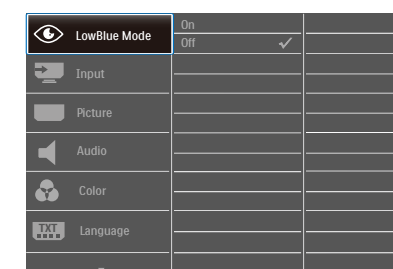 LowBlue Mode
On
Off
Input
Picture
Audio
Color
TXT
Language